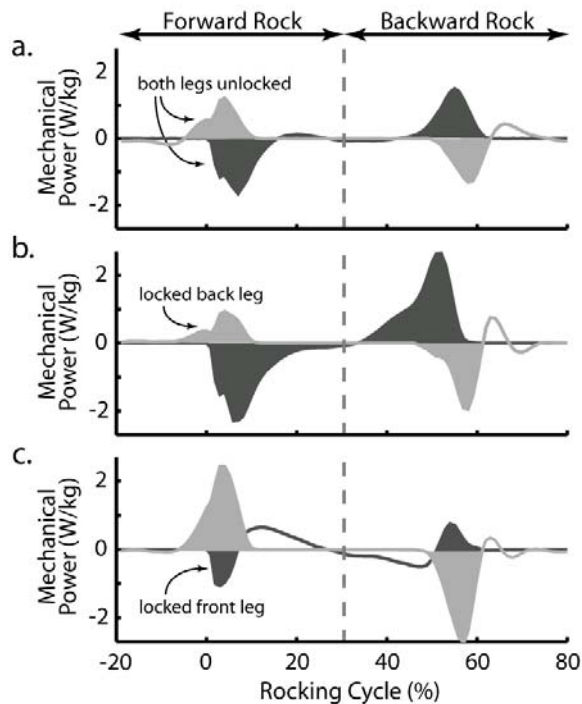 Forward Rock Backward Rock
a.
Mechanical
Power (W/kg)
2
0
-2
both legs unlocked
b.
Mechanical
Power (W/kg)
2
0
-2
locked back leg
c.
Mechanical
Power (W/kg)
2
0
-2
locked front leg
-20 0 20 40 60 80
Rocking Cycle (%)